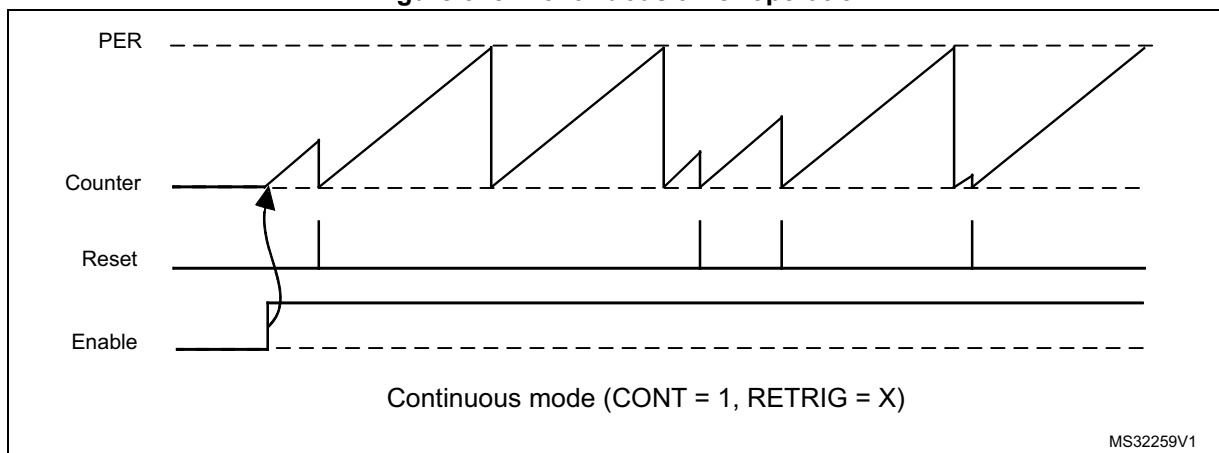 PER
Counter
Reset
Enable
Continuous mode (CONT = 1, RETRIG = X)
MS32259V1